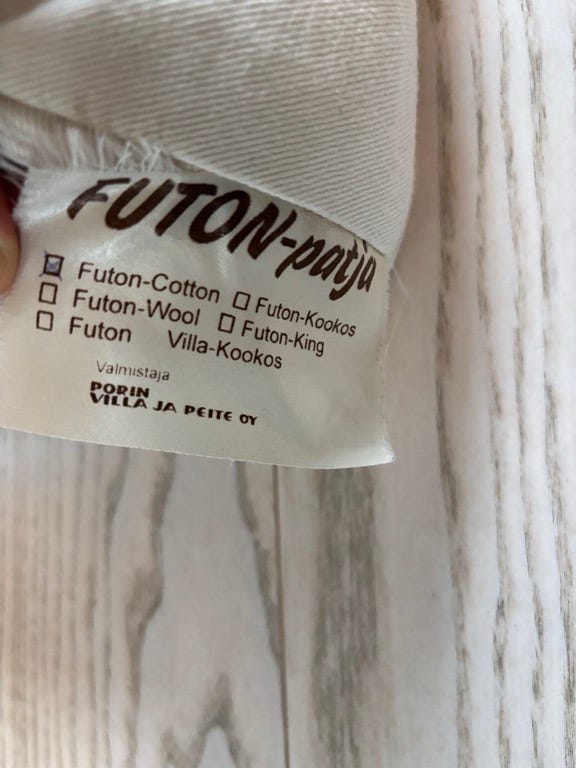 FUTON-patja
☒ Futon-Cotton ☐ Futon-Kookos
☐ Futon-Wool ☐ Futon-King
☐ Futon Villa-Kookos
Valmistaja
PORIN
VILLA JA PEITE OY